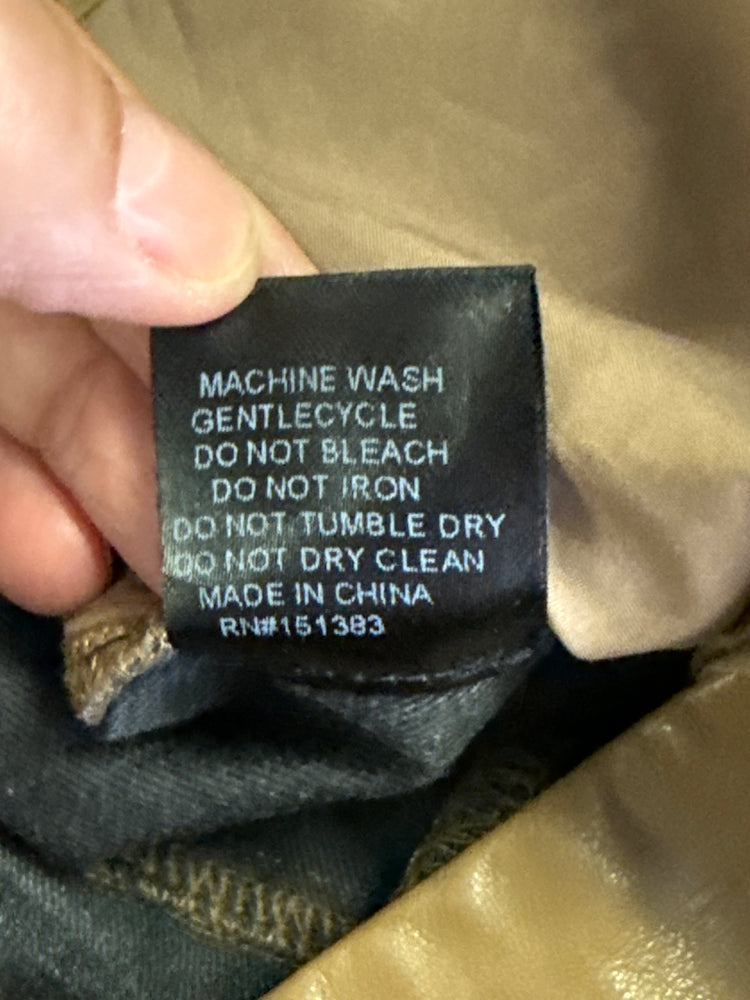 MACHINE WASH
GENTLECYCLE
DO NOT BLEACH
DO NOT IRON
DO NOT TUMBLE DRY
DO NOT DRY CLEAN
MADE IN CHINA
RN#151383